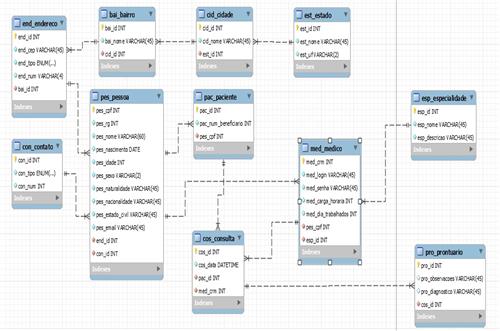 end_endereco
end_id INT
end_cep VARCHAR(45)
end_tipo ENUM(...)
end_num VARCHAR(4)
bai_id INT
Indexes
bai_bairro
bai_id INT
bai_nome VARCHAR(45)
cid_id INT
Indexes
cid_cidade
cid_id INT
cid_nome VARCHAR(45)
est_id INT
Indexes
est_estado
est_id INT
est_nome VARCHAR(45)
est_uf VARCHAR(2)
Indexes
pes_pessoa
pes_cpf INT
pes_rg INT
pes_nome VARCHAR(60)
pes_nascimento DATE
pes_idade INT
pes_sexo VARCHAR(2)
pes_naturalidade VARCHAR(45)
pes_nacionalidade VARCHAR(45)
pes_estado_civil VARCHAR(45)
pes_email VARCHAR(45)
end_id INT
con_id INT
Indexes
pac_paciente
pac_id INT
pac_num_beneficiario INT
pes_cpf INT
Indexes
esp_especialidade
esp_id INT
esp_nome VARCHAR(45)
esp_descricao VARCHAR(45)
Indexes
con_contato
con_id INT
con_tipo ENUM(...)
con_num INT
Indexes
med_medico
med_crm INT
med_login VARCHAR(45)
med_senha VARCHAR(45)
med_carga_horaria INT
med_dia_trabalhados INT
pes_cpf INT
esp_id INT
Indexes
cos_consulta
cos_id INT
cos_data DATETIME
pac_id INT
med_crm INT
Indexes
pro_prontuario
pro_id INT
pro_observacoes VARCHAR(45)
pro_diagnostico VARCHAR(45)
cos_id INT
Indexes